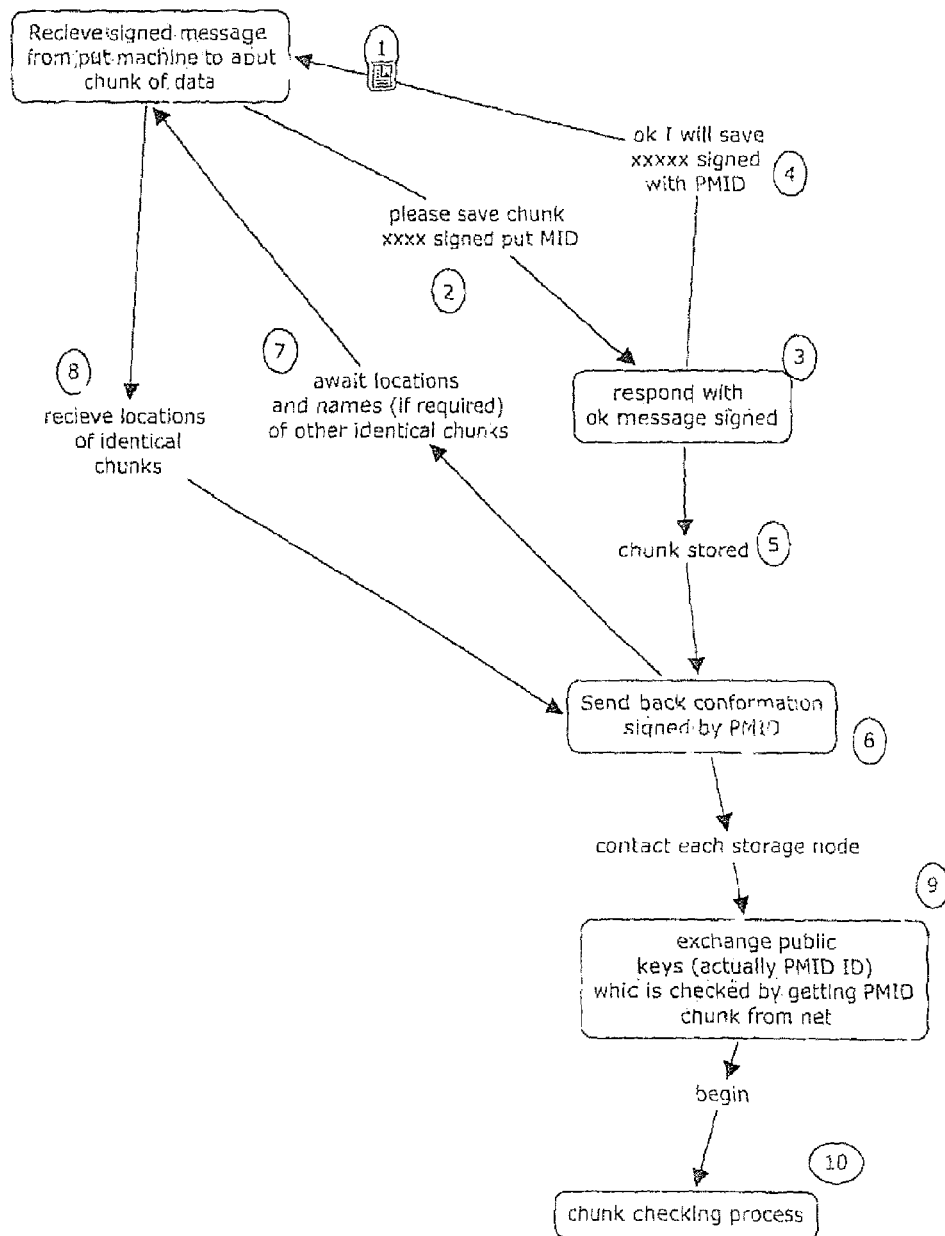 Recieve signed message
from put machine to aput
chunk of data
1
ok I will save
xxxxx signed
with PMID
4
please save chunk
xxxx signed put MID
2
3
respond with
ok message signed
7
await locations
and names (if required)
of other identical chunks
8
recieve locations
of identical
chunks
chunk stored
5
Send back conformation
signed by PMID
6
contact each storage node
9
exchange public
keys (actually PMID ID)
whic is checked by getting PMID
chunk from net
begin
10
chunk checking process